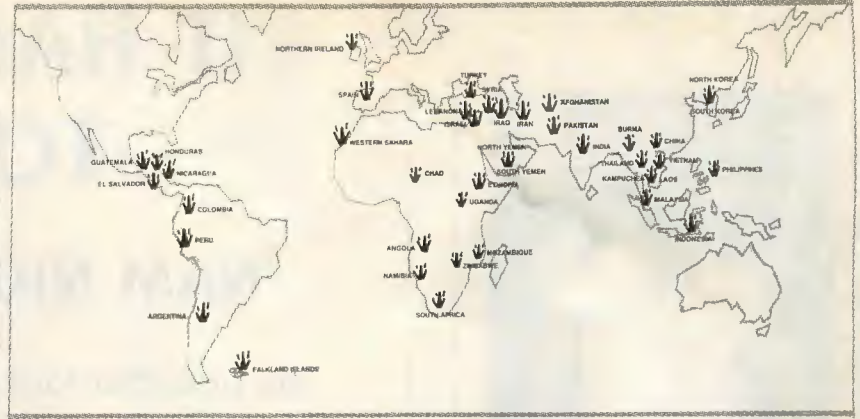 NORTHERN IRELAND
SPAIN
TURKEY
SYRIA
LEBANON
ISRAEL
IRAQ
IRAN
AFGHANISTAN
PAKISTAN
NORTH KOREA
SOUTH KOREA
WESTERN SAHARA
NORTH YEMEN
SOUTH YEMEN
INDIA
BURMA
CHINA
THAILAND
VIETNAM
KAMPUCHEA
LAOS
PHILIPPINES
MALAYSIA
INDONESIA
HONDURAS
GUATEMALA
NICARAGUA
EL SALVADOR
COLOMBIA
PERU
ARGENTINA
FALKLAND ISLANDS
CHAD
ETHIOPIA
UGANDA
ANGOLA
MOZAMBIQUE
ZIMBABWE
NAMIBIA
SOUTH AFRICA